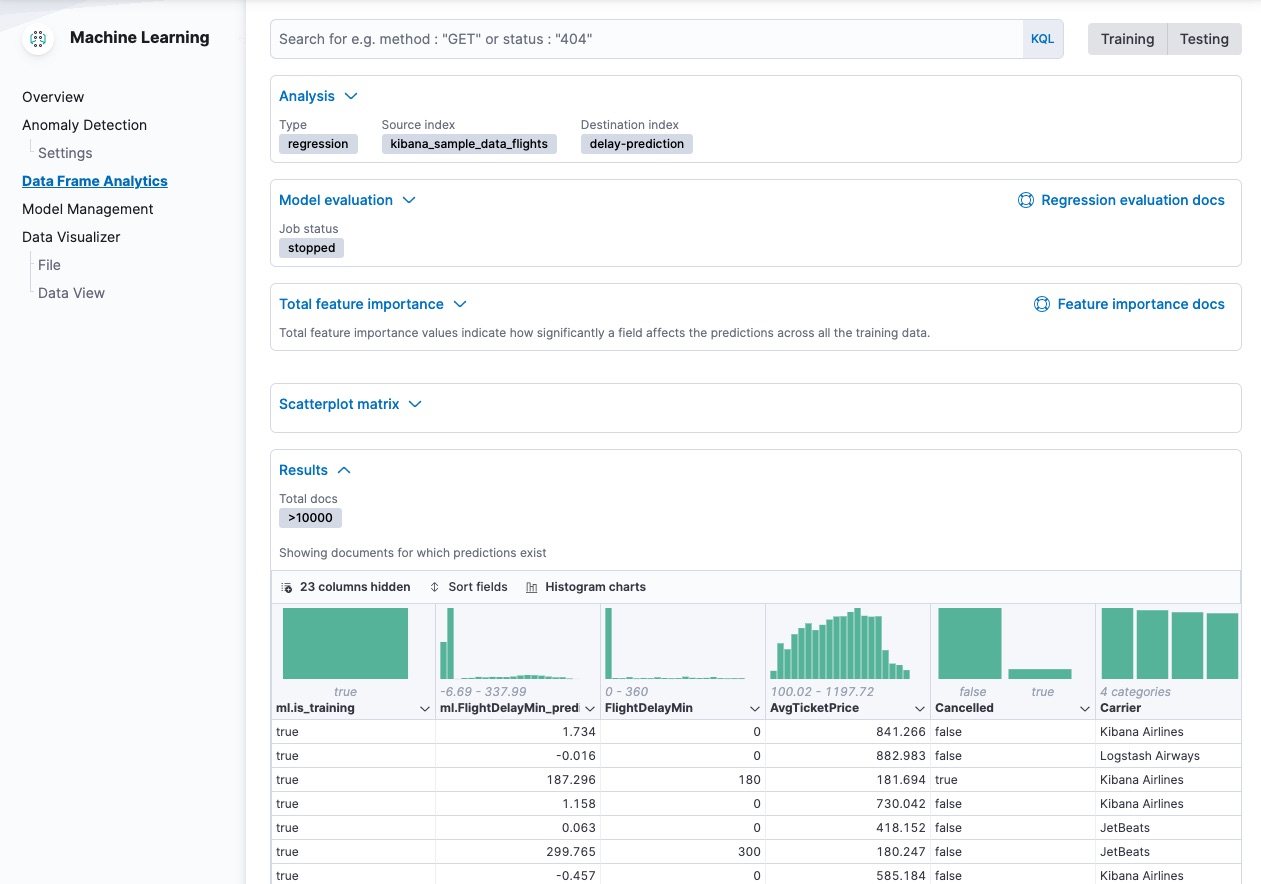 Machine Learning
Search for e.g. method : "GET" or status : "404"
KQL
Training
Testing
Overview
Anomaly Detection
Settings
Data Frame Analytics
Model Management
Data Visualizer
File
Data View
Analysis
Type Source index Destination index
regression kibana_sample_data_flights delay-prediction
Model evaluation Regression evaluation docs
Job status
stopped
Total feature importance Feature importance docs
Total feature importance values indicate how significantly a field affects the predictions across all the training data.
Scatterplot matrix
Results
Total docs
>10000
Showing documents for which predictions exist
23 columns hidden Sort fields Histogram charts
true -6.69 - 337.99 0 - 360 100.02 - 1197.72 false true 4 categories
ml.is_training ml.FlightDelayMin_pred FlightDelayMin AvgTicketPrice Cancelled Carrier
true 1.734 0 841.266 false Kibana Airlines
true -0.016 0 882.983 false Logstash Airways
true 187.296 180 181.694 true Kibana Airlines
true 1.158 0 730.042 false Kibana Airlines
true 0.063 0 418.152 false JetBeats
true 299.765 300 180.247 false JetBeats
true -0.457 0 585.184 false Kibana Airlines